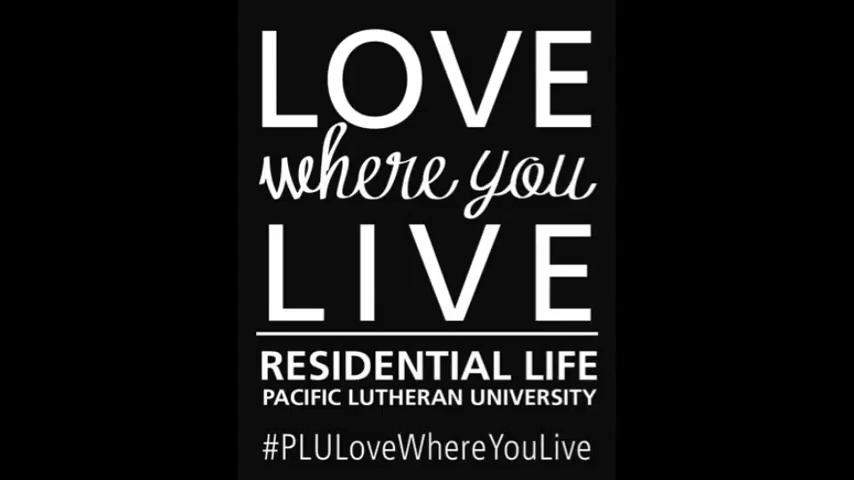 LOVE
where you
LIVE
RESIDENTIAL LIFE
PACIFIC LUTHERAN UNIVERSITY
#PLULoveWhereYouLive